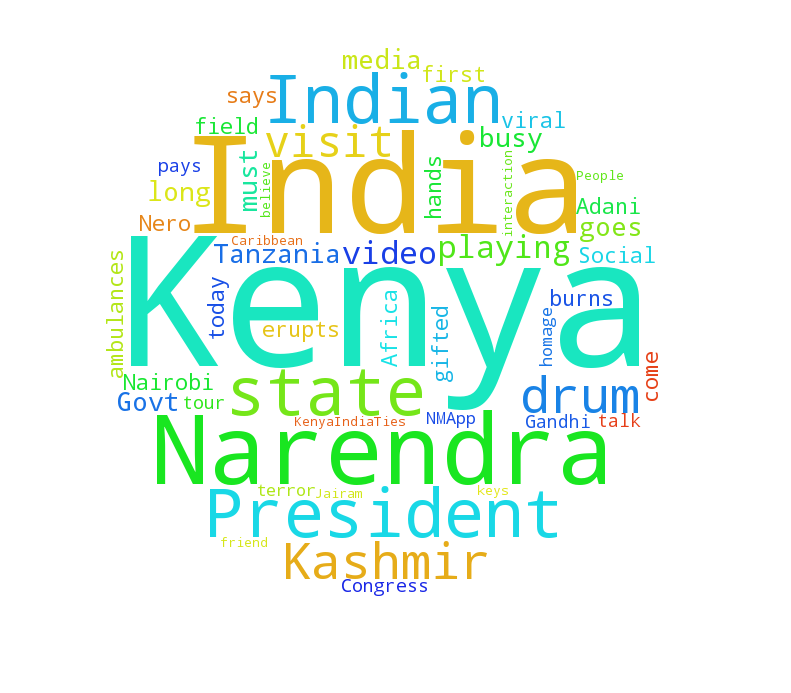 media
first
says
Indian
viral
field
visit
busy
pays
must
believe
India
hands
interaction
People
long
Adani
Nero
goes
Caribbean
Tanzania
video
playing
Social
Kenya
ambulances
today
erupts
Africa
gifted
burns
homage
come
Nairobi
state
drum
Govt
tour
KenyaIndiaTies
NMApp
Gandhi
talk
Narendra
terror
Jairam
keys
President
friend
Kashmir
Congress